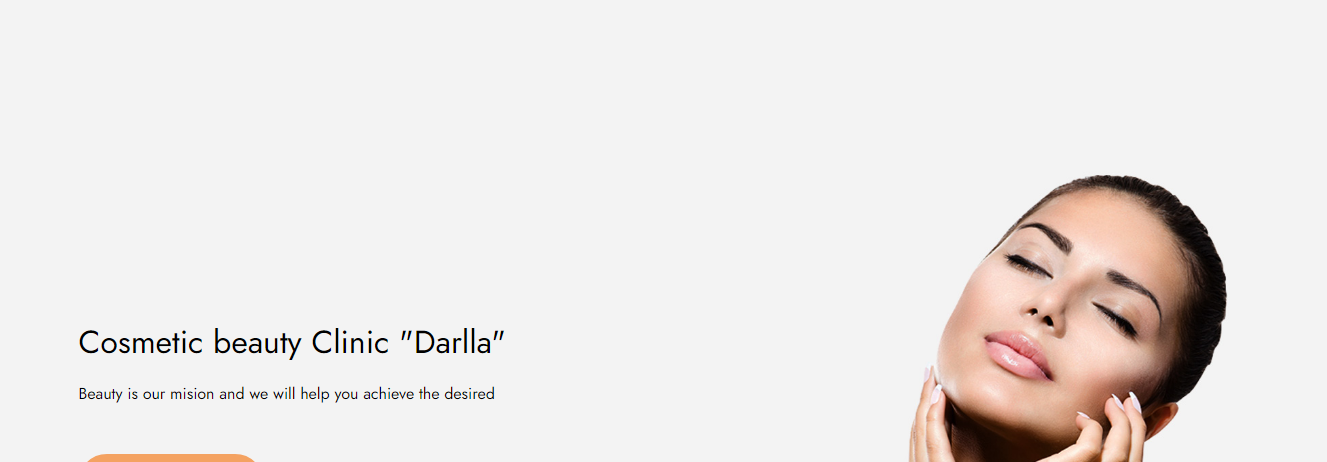 Cosmetic beauty Clinic "Darlla"
Beauty is our mision and we will help you achieve the desired